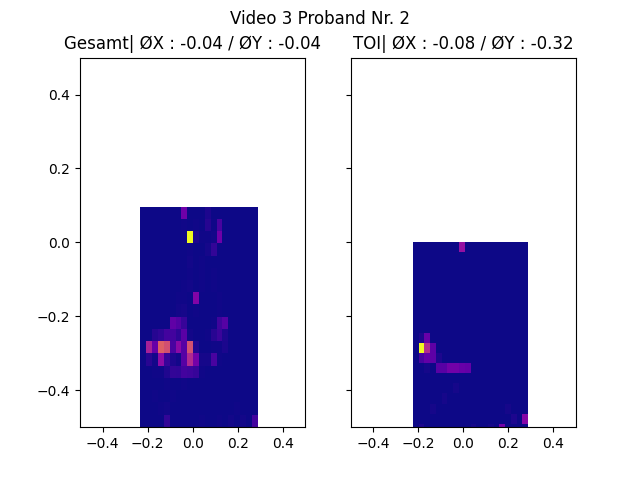 Video 3 Proband Nr. 2
Gesamt| ØX : -0.04 / ØY : -0.04
TOI| ØX : -0.08 / ØY : -0.32
0.4
0.2
0.0
−0.2
−0.4
−0.4 −0.2 0.0 0.2 0.4
−0.4 −0.2 0.0 0.2 0.4